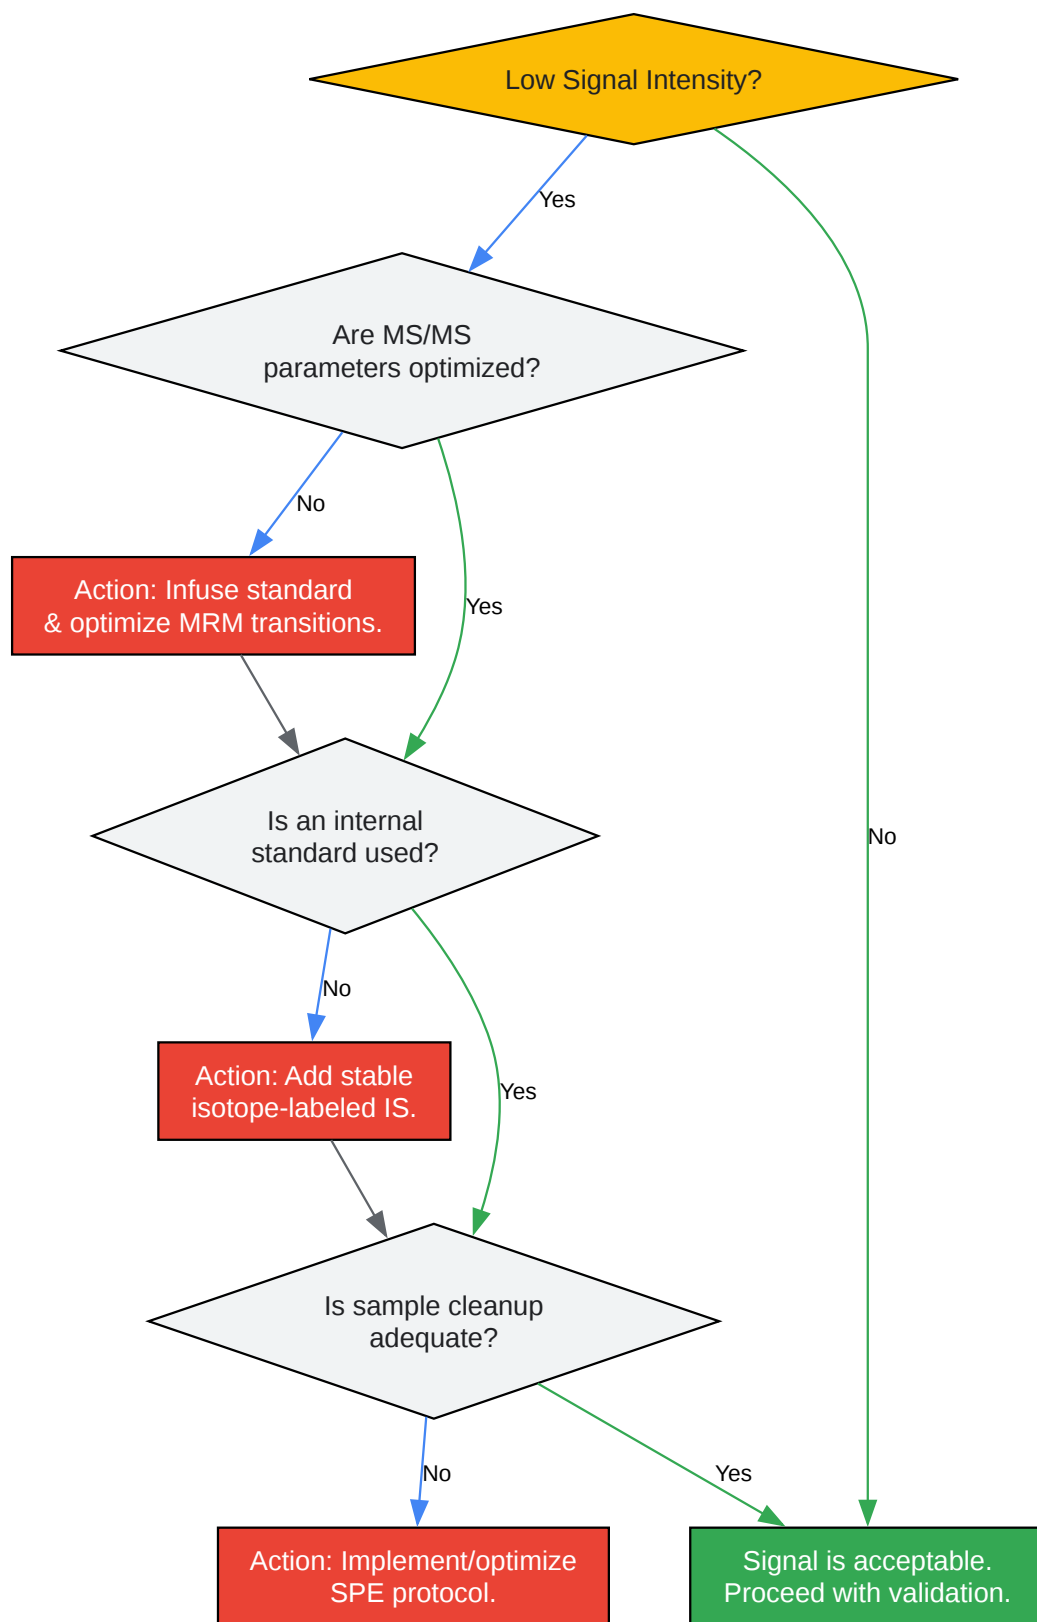 Low Signal Intensity?
Yes
Are MS/MS
parameters optimized?
No
Action: Infuse standard
& optimize MRM transitions.
Yes
Is an internal
standard used?
No
No
Action: Add stable
isotope-labeled IS.
Yes
Is sample cleanup
adequate?
No
Yes
Action: Implement/optimize
SPE protocol.
Signal is acceptable.
Proceed with validation.